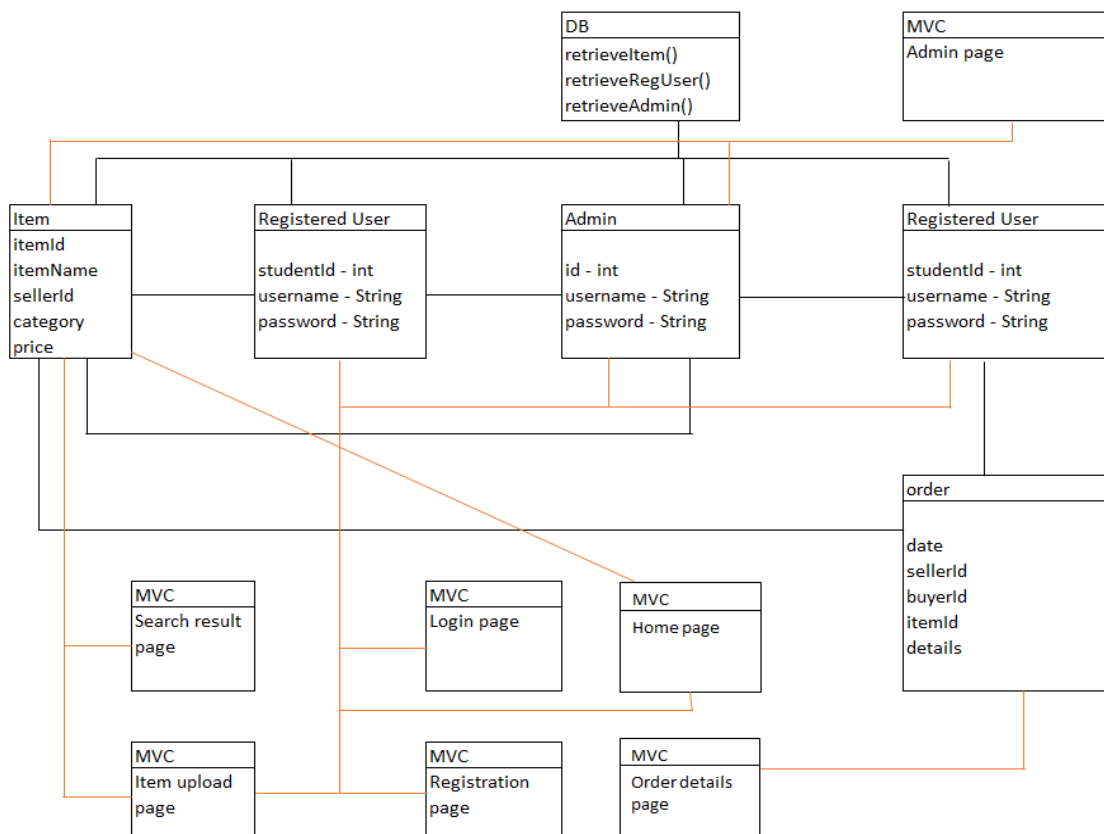 DB
retrieveItem()
retrieveRegUser()
retrieveAdmin()
MVC
Admin page
Item
itemId
itemName
sellerId
category
price
Registered User
studentId - int
username - String
password - String
Admin
id - int
username - String
password - String
Registered User
studentId - int
username - String
password - String
order
date
sellerId
buyerId
itemId
details
MVC
Search result
page
MVC
Login page
MVC
Home page
MVC
Item upload
page
MVC
Registration
page
MVC
Order details
page